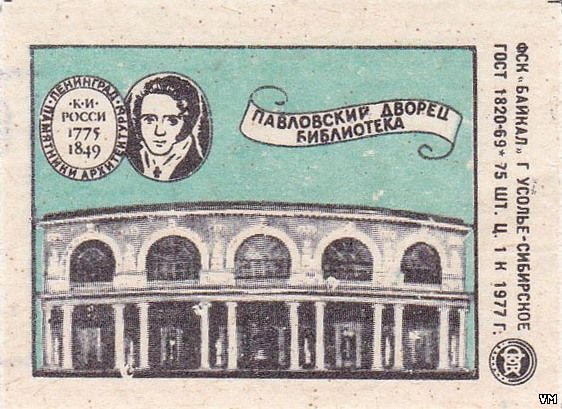 ЛЕНИНГРАД
ПАМЯТНИКИ АРХИТЕКТУРЫ
К·И·
РОССИ
1775
1849
ПАВЛОВСКИЙ ДВОРЕЦ
БИБЛИОТЕКА
ФСК „БАЙКАЛ” Г УСОЛЬЕ-СИБИРСКОЕ
ГОСТ 1820-69* 75 ШТ. Ц. 1 К 1977 Г.
VM